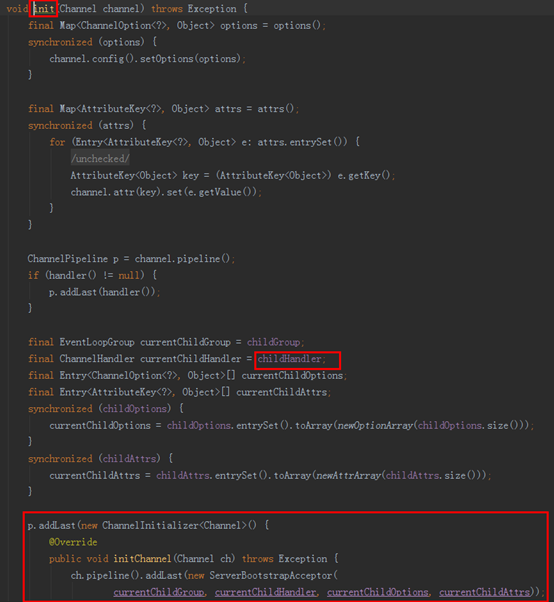 void init(Channel channel) throws Exception {
final Map<ChannelOption<?>, Object> options = options();
synchronized (options) {
channel.config().setOptions(options);
}
final Map<AttributeKey<?>, Object> attrs = attrs();
synchronized (attrs) {
for (Entry<AttributeKey<?>, Object> e: attrs.entrySet()) {
/unchecked/
AttributeKey<Object> key = (AttributeKey<Object>) e.getKey();
channel.attr(key).set(e.getValue());
}
}
ChannelPipeline p = channel.pipeline();
if (handler() != null) {
p.addLast(handler());
}
final EventLoopGroup currentChildGroup = childGroup;
final ChannelHandler currentChildHandler = childHandler;
final Entry<ChannelOption<?>, Object>[] currentChildOptions;
final Entry<AttributeKey<?>, Object>[] currentChildAttrs;
synchronized (childOptions) {
currentChildOptions = childOptions.entrySet().toArray(newOptionArray(childOptions.size()));
}
synchronized (childAttrs) {
currentChildAttrs = childAttrs.entrySet().toArray(newAttrArray(childAttrs.size()));
}
p.addLast(new ChannelInitializer<Channel>() {
@Override
public void initChannel(Channel ch) throws Exception {
ch.pipeline().addLast(new ServerBootstrapAcceptor(
currentChildGroup, currentChildHandler, currentChildOptions, currentChildAttrs));